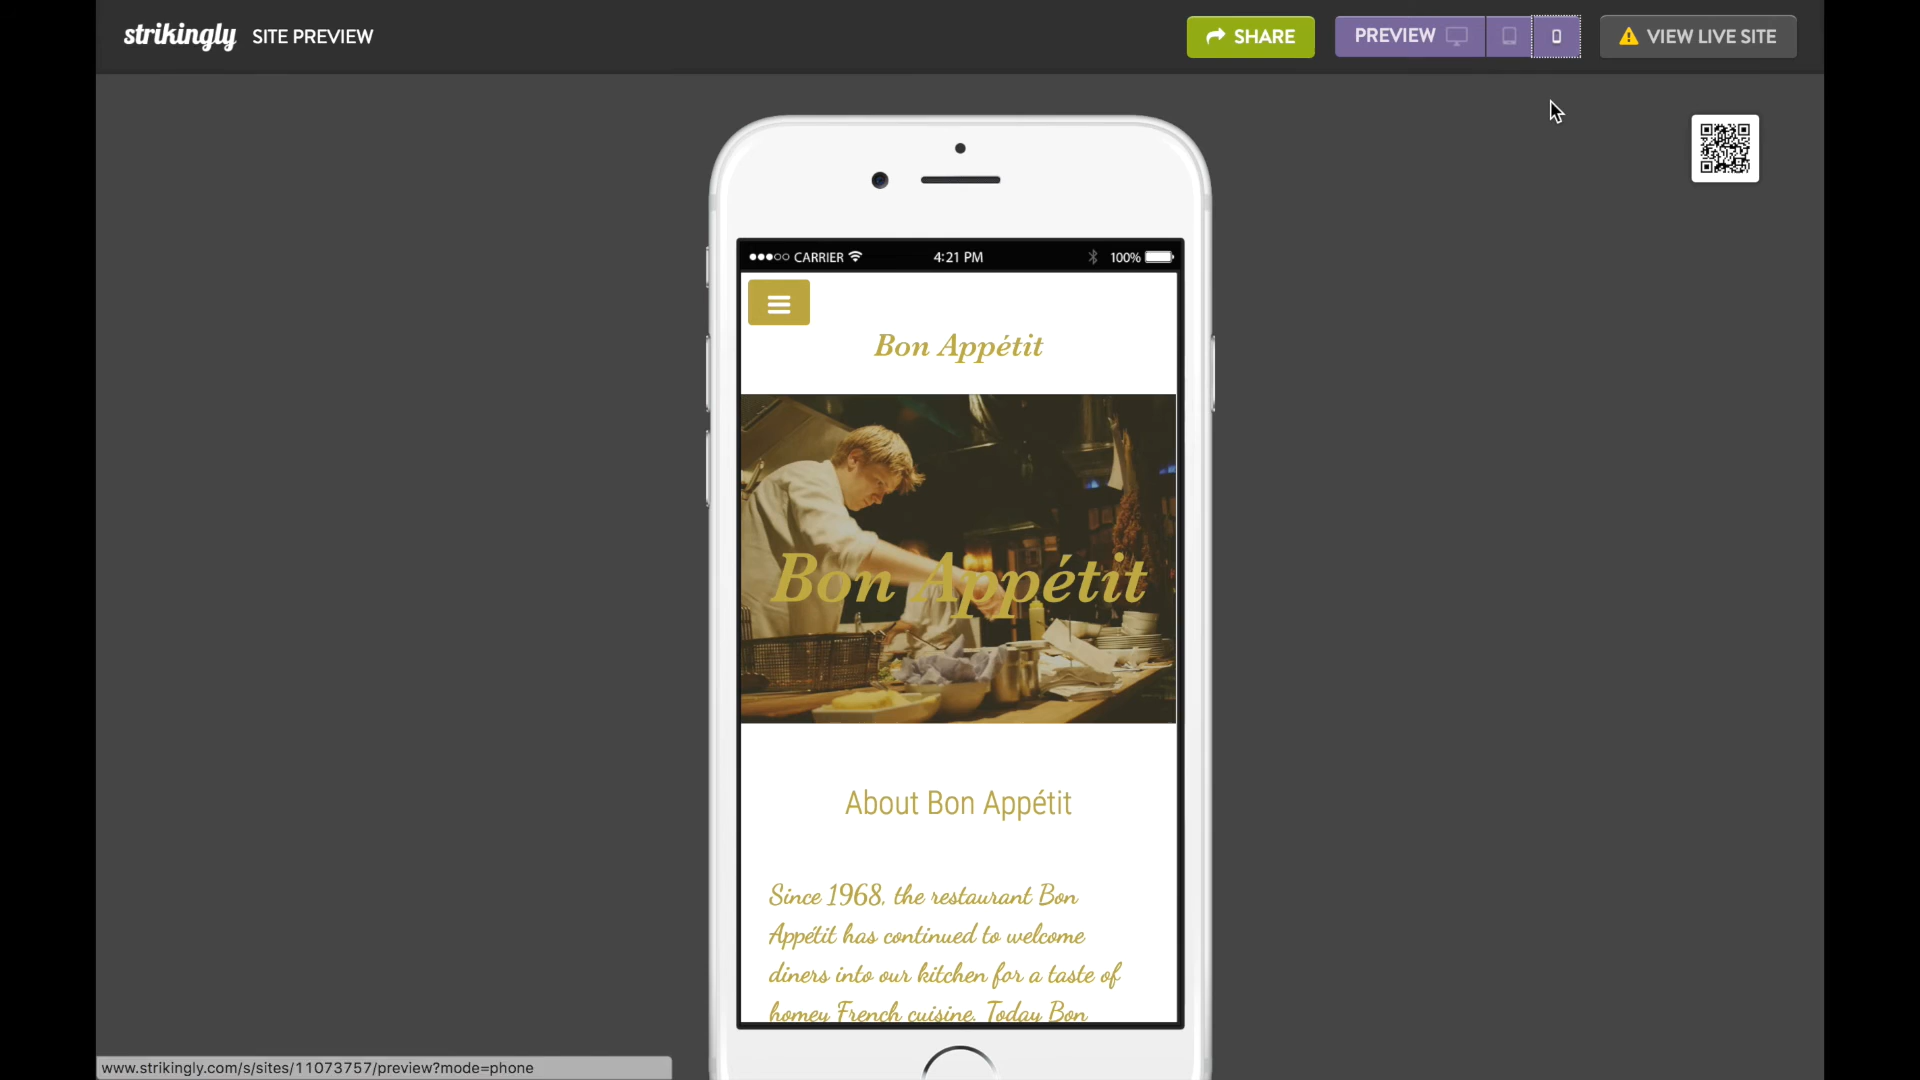 strikingly SITE PREVIEW
SHARE
PREVIEW
VIEW LIVE SITE
CARRIER 4:21 PM 100%
Bon Appétit
Bon Appétit
About Bon Appétit
Since 1968, the restaurant Bon
Appétit has continued to welcome
diners into our kitchen for a taste of
homey French cuisine. Today Bon
www.strikingly.com/s/sites/11073757/preview?mode=phone